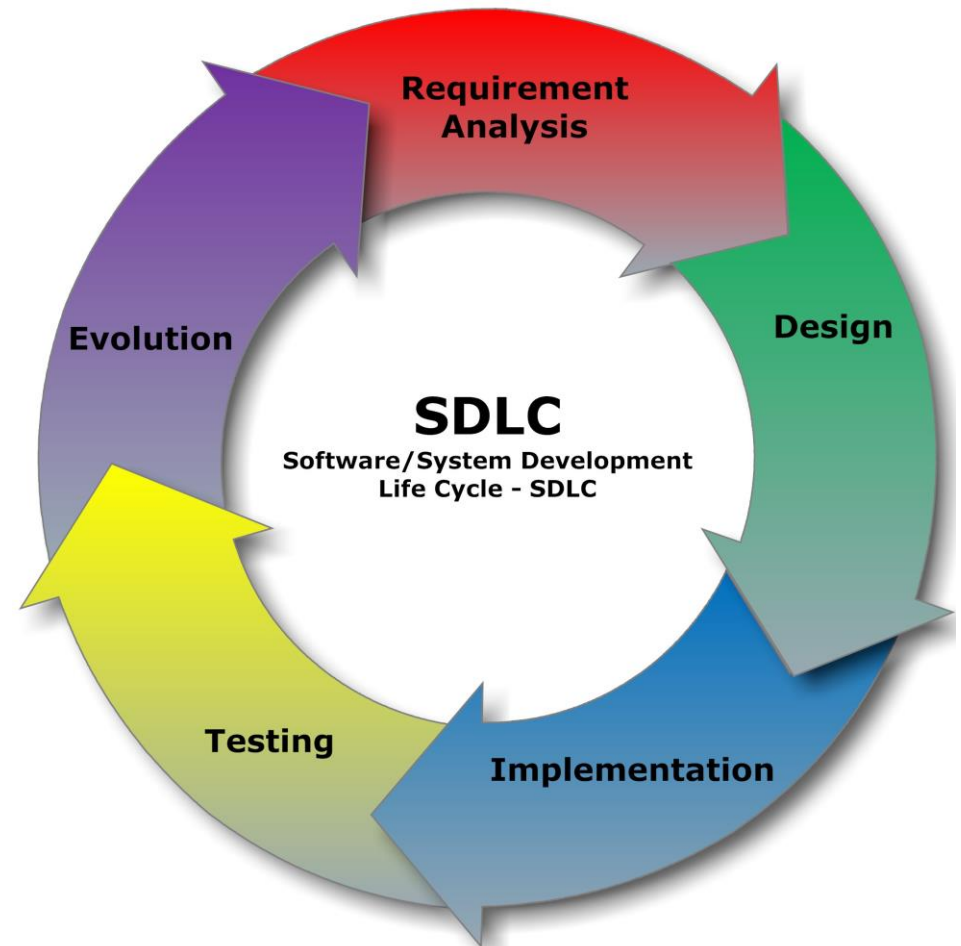 Requirement
Analysis
Design
Evolution
SDLC
Software/System Development
Life Cycle - SDLC
Testing
Implementation